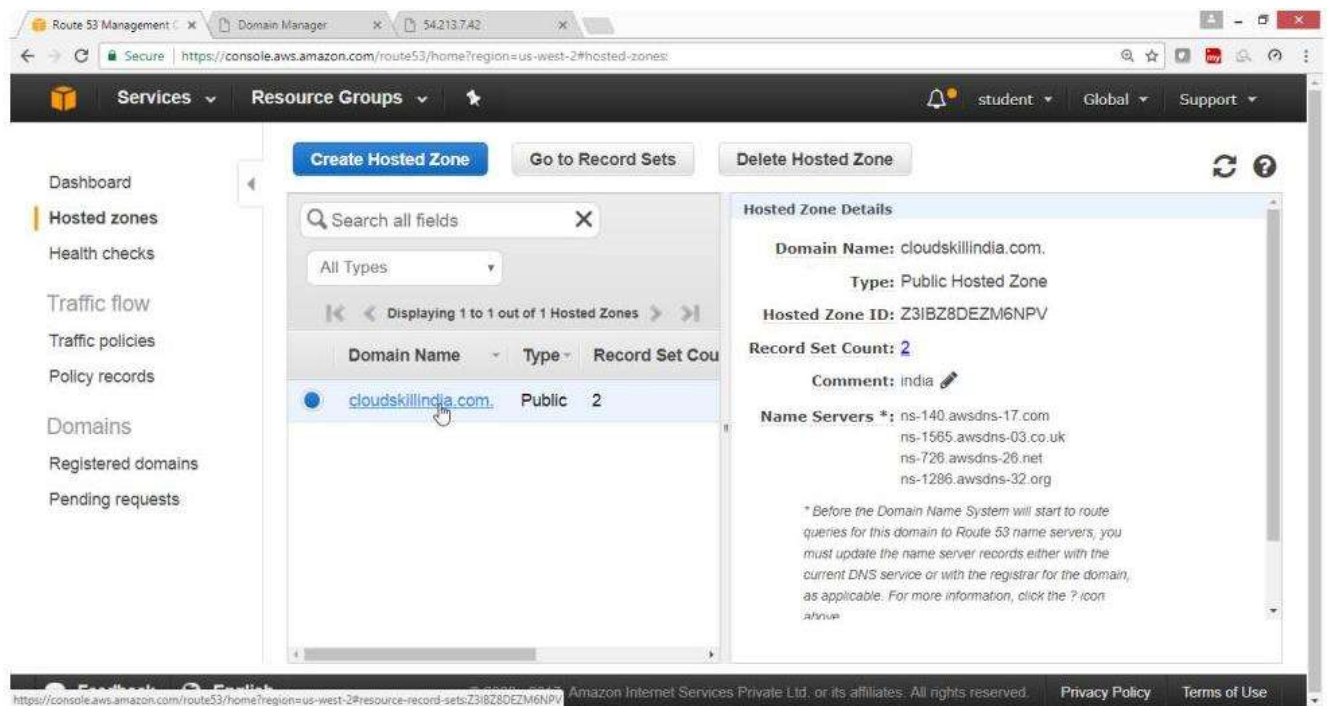 Route 53 Management C
Domain Manager
54.213.7.42
Secure https://console.aws.amazon.com/route53/home?region=us-west-2#hosted-zones:
Services Resource Groups student Global Support
Create Hosted Zone Go to Record Sets Delete Hosted Zone
Dashboard
Hosted zones
Health checks
Traffic flow
Traffic policies
Policy records
Domains
Registered domains
Pending requests
Search all fields
All Types
Displaying 1 to 1 out of 1 Hosted Zones
Domain Name Type Record Set Cou
cloudskillindia.com. Public 2
Hosted Zone Details
Domain Name: cloudskillindia.com.
Type: Public Hosted Zone
Hosted Zone ID: Z3IBZ8DEZM6NPV
Record Set Count: 2
Comment: india
Name Servers *: ns-140.awsdns-17.com
ns-1565.awsdns-03.co.uk
ns-726.awsdns-26.net
ns-1286.awsdns-32.org
* Before the Domain Name System will start to route
queries for this domain to Route 53 name servers, you
must update the name server records either with the
current DNS service or with the registrar for the domain,
as applicable. For more information, click the ? icon
above
Feedback English
Amazon Internet Services Private Ltd. or its affiliates. All rights reserved. Privacy Policy Terms of Use
https://console.aws.amazon.com/route53/home?region=us-west-2#resource-record-sets:Z3IBZ8DEZM6NPV